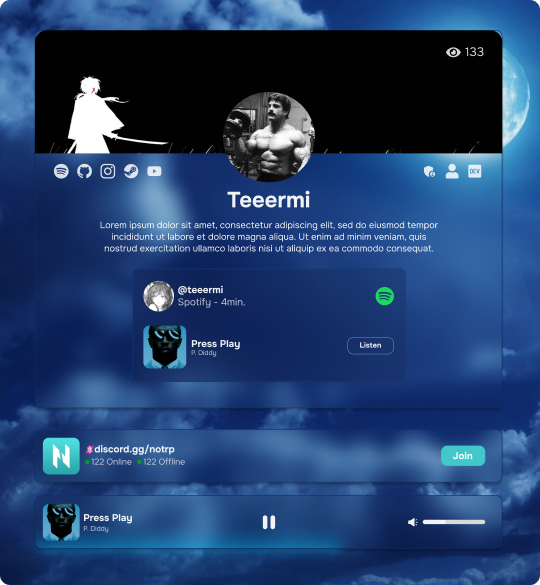 133
DEV
Teeermi
Lorem ipsum dolor sit amet, consectetur adipiscing elit, sed do eiusmod tempor
incididunt ut labore et dolore magna aliqua. Ut enim ad minim veniam, quis
nostrud exercitation ullamco laboris nisi ut aliquip ex ea commodo consequat.
@teeermi
Spotify - 4min.
Press Play
P. Diddy
Listen
discord.gg/notrp
122 Online 122 Offline
Join
Press Play
P. Diddy